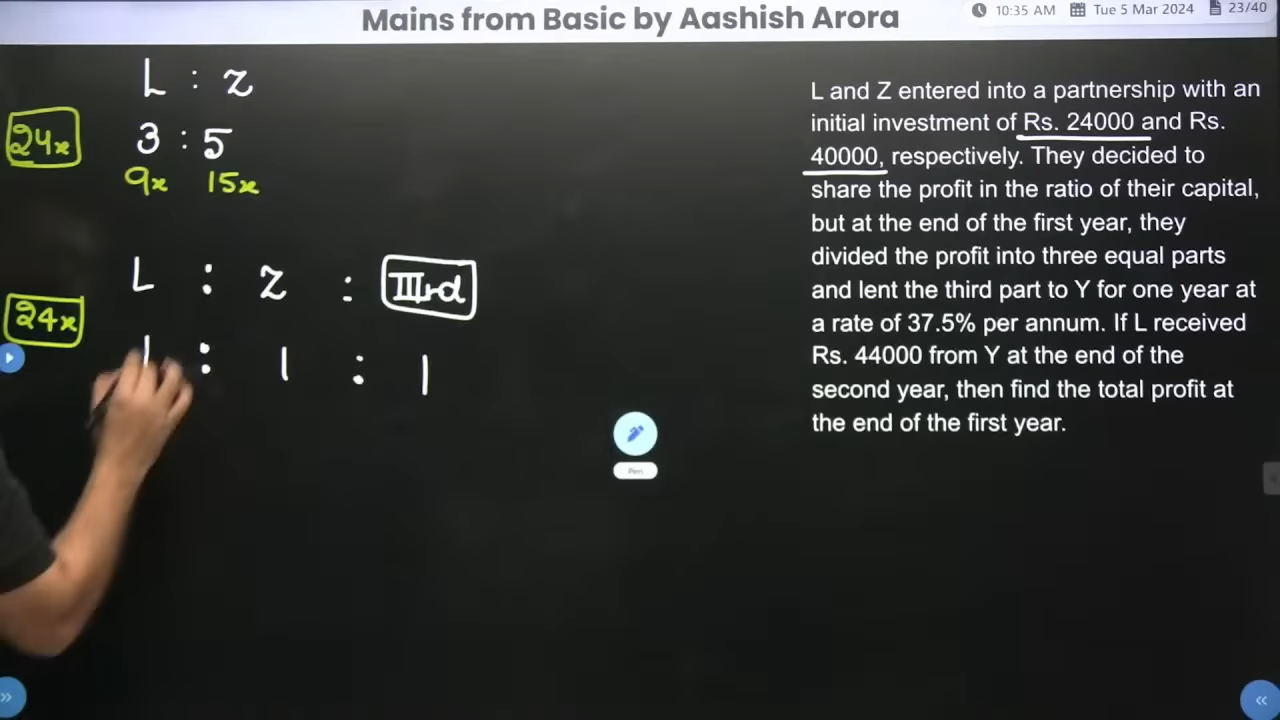 Mains from Basic by Aashish Arora
10:35 AM Tue 5 Mar 2024 23/40
L : Z
24x 3 : 5
9x 15x
L : Z : IIIrd
24x
1 : 1 : 1
L and Z entered into a partnership with an
initial investment of Rs. 24000 and Rs.
40000, respectively. They decided to
share the profit in the ratio of their capital,
but at the end of the first year, they
divided the profit into three equal parts
and lent the third part to Y for one year at
a rate of 37.5% per annum. If L received
Rs. 44000 from Y at the end of the
second year, then find the total profit at
the end of the first year.
Pen